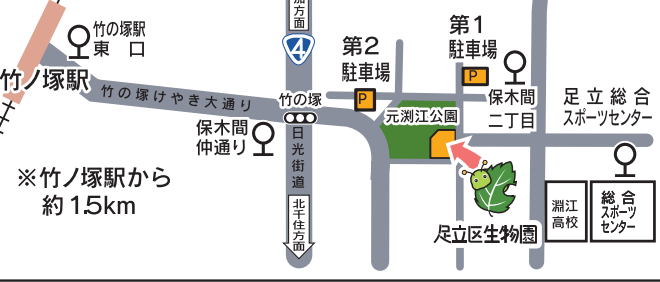 加方面
4
竹の塚駅
東 口
竹ノ塚駅
竹の塚けやき大通り
第2
駐車場
P
第1
駐車場
P
保木間
二丁目
足立総合
スポーツセンター
竹の塚
元渕江公園
保木間
仲通り
日光街道
北千住方面
※竹ノ塚駅から
約1.5km
足立区生物園
淵江
高校
総合
スポーツ
センター